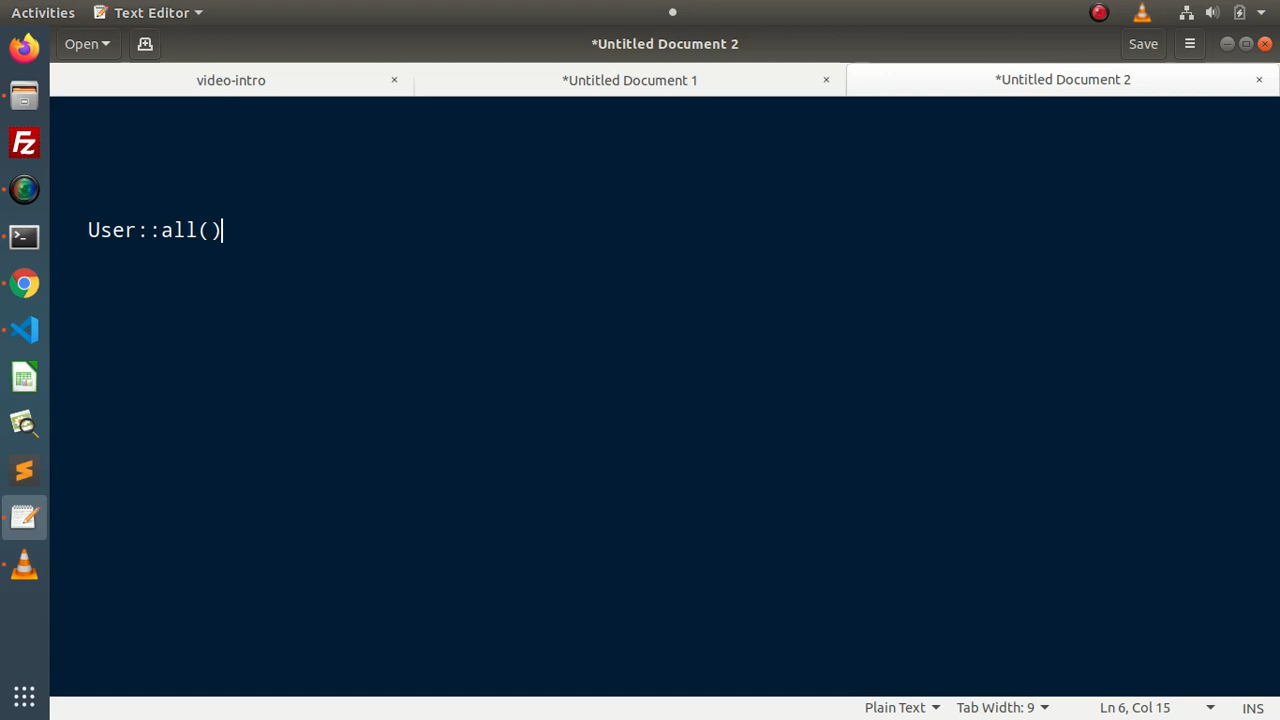 Activities Text Editor
Open *Untitled Document 2 Save
video-intro × *Untitled Document 1 × *Untitled Document 2 ×
User::all()
Plain Text Tab Width: 9 Ln 6, Col 15 INS